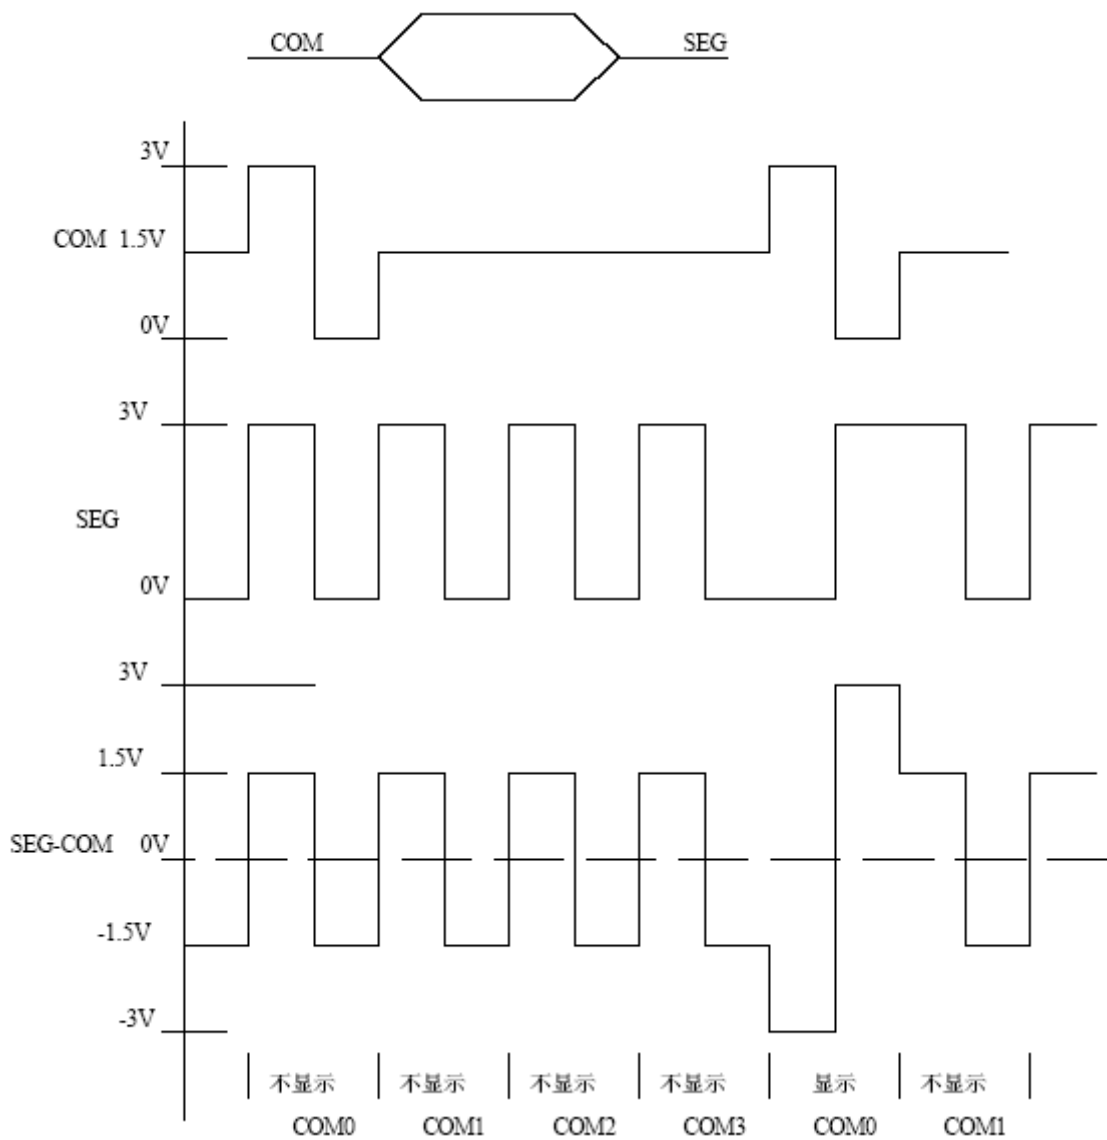 COM SEG
3V
COM 1.5V
0V
3V
SEG
0V
3V
1.5V
SEG-COM 0V
-1.5V
-3V
不显示 不显示 不显示 不显示 显示 不显示
COM0 COM1 COM2 COM3 COM0 COM1